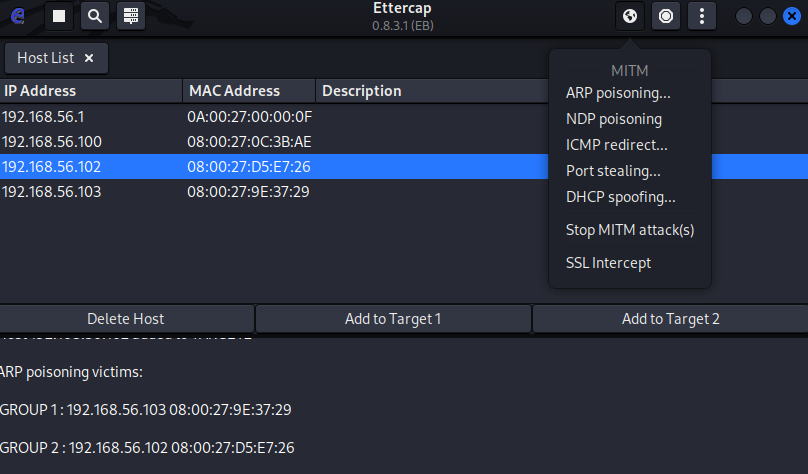 Ettercap
0.8.3.1 (EB)
Host List ×
IP Address MAC Address Description
192.168.56.1 0A:00:27:00:00:0F
192.168.56.100 08:00:27:0C:3B:AE
192.168.56.102 08:00:27:D5:E7:26
192.168.56.103 08:00:27:9E:37:29
MITM
ARP poisoning...
NDP poisoning
ICMP redirect...
Port stealing...
DHCP spoofing...
Stop MITM attack(s)
SSL Intercept
Delete Host Add to Target 1 Add to Target 2
ARP poisoning victims:
GROUP 1 : 192.168.56.103 08:00:27:9E:37:29
GROUP 2 : 192.168.56.102 08:00:27:D5:E7:26